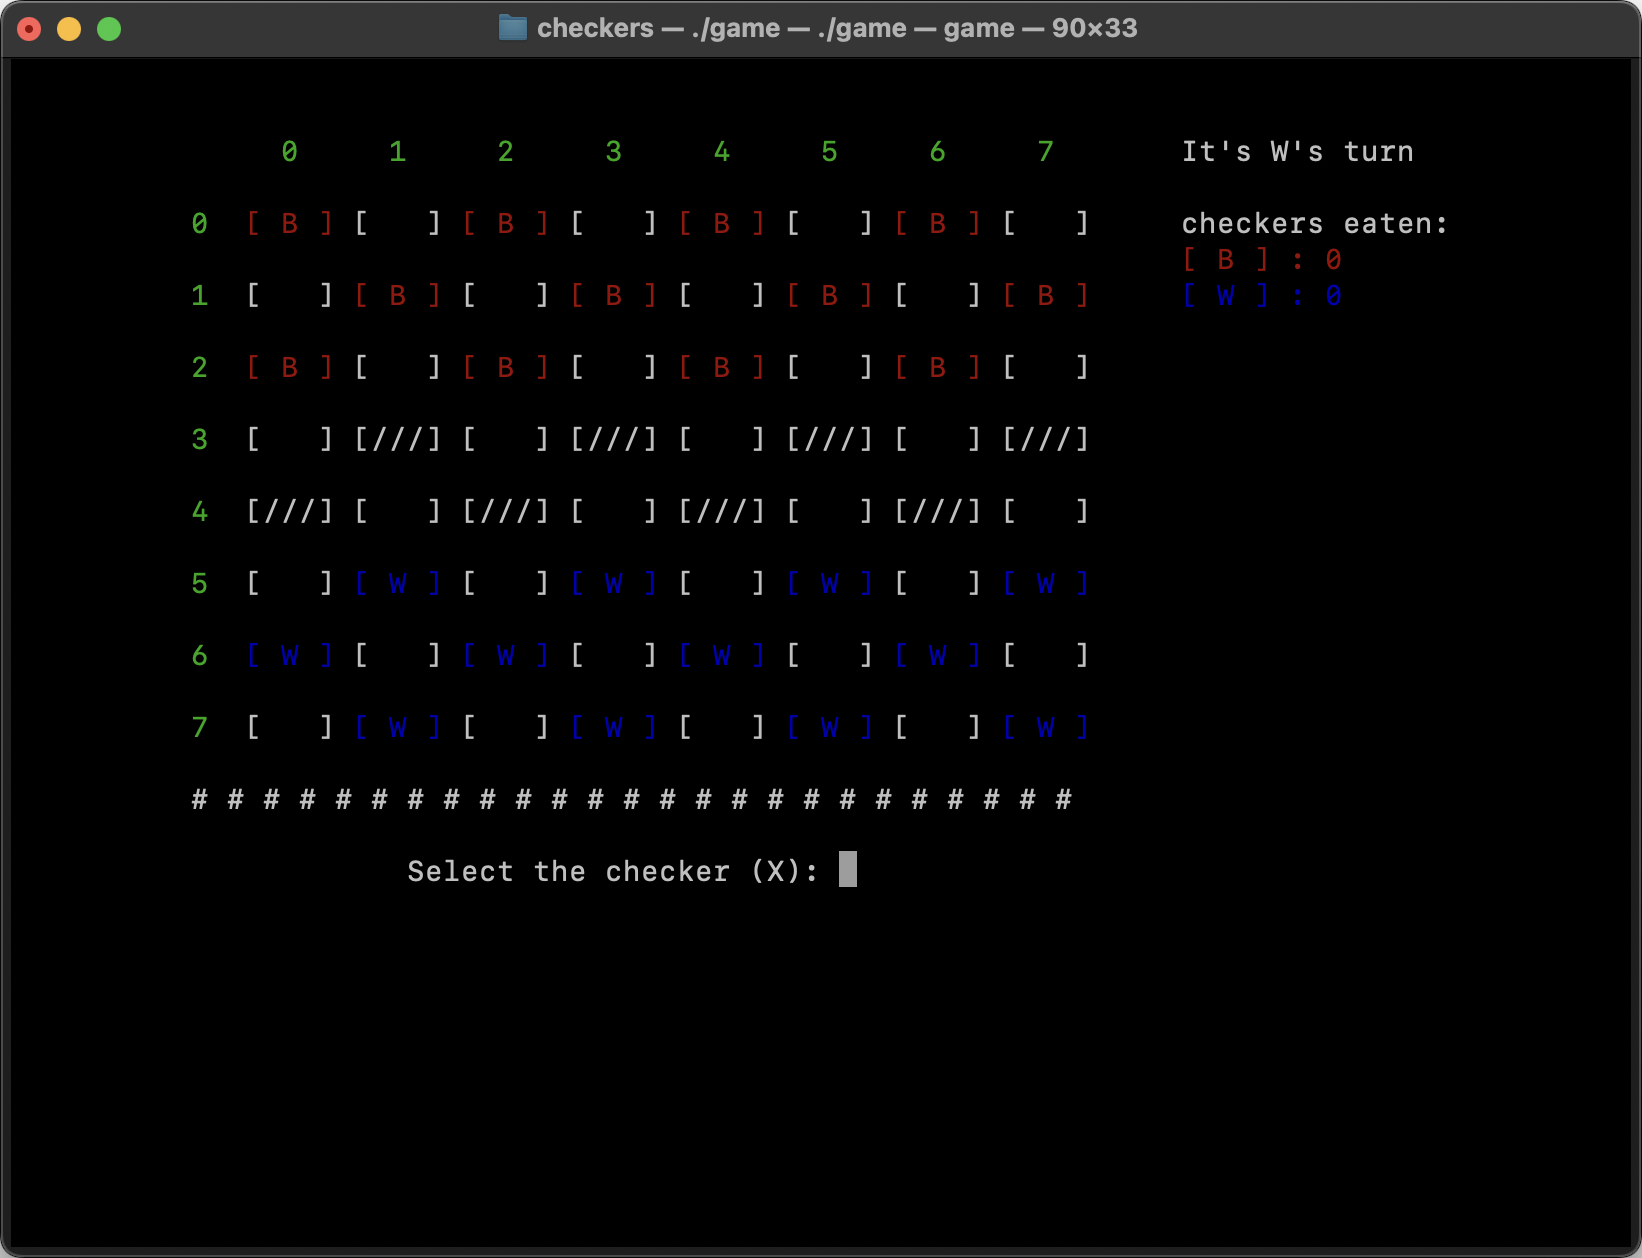 checkers — ./game — ./game — game — 90×33
0 1 2 3 4 5 6 7 It's W's turn
0 [ B ] [   ] [ B ] [   ] [ B ] [   ] [ B ] [   ] checkers eaten:
[ B ] : 0
1 [   ] [ B ] [   ] [ B ] [   ] [ B ] [   ] [ B ] [ W ] : 0
2 [ B ] [   ] [ B ] [   ] [ B ] [   ] [ B ] [   ]
3 [   ] [///] [   ] [///] [   ] [///] [   ] [///]
4 [///] [   ] [///] [   ] [///] [   ] [///] [   ]
5 [   ] [ W ] [   ] [ W ] [   ] [ W ] [   ] [ W ]
6 [ W ] [   ] [ W ] [   ] [ W ] [   ] [ W ] [   ]
7 [   ] [ W ] [   ] [ W ] [   ] [ W ] [   ] [ W ]
# # # # # # # # # # # # # # # # # # # # # # # # #
Select the checker (X):